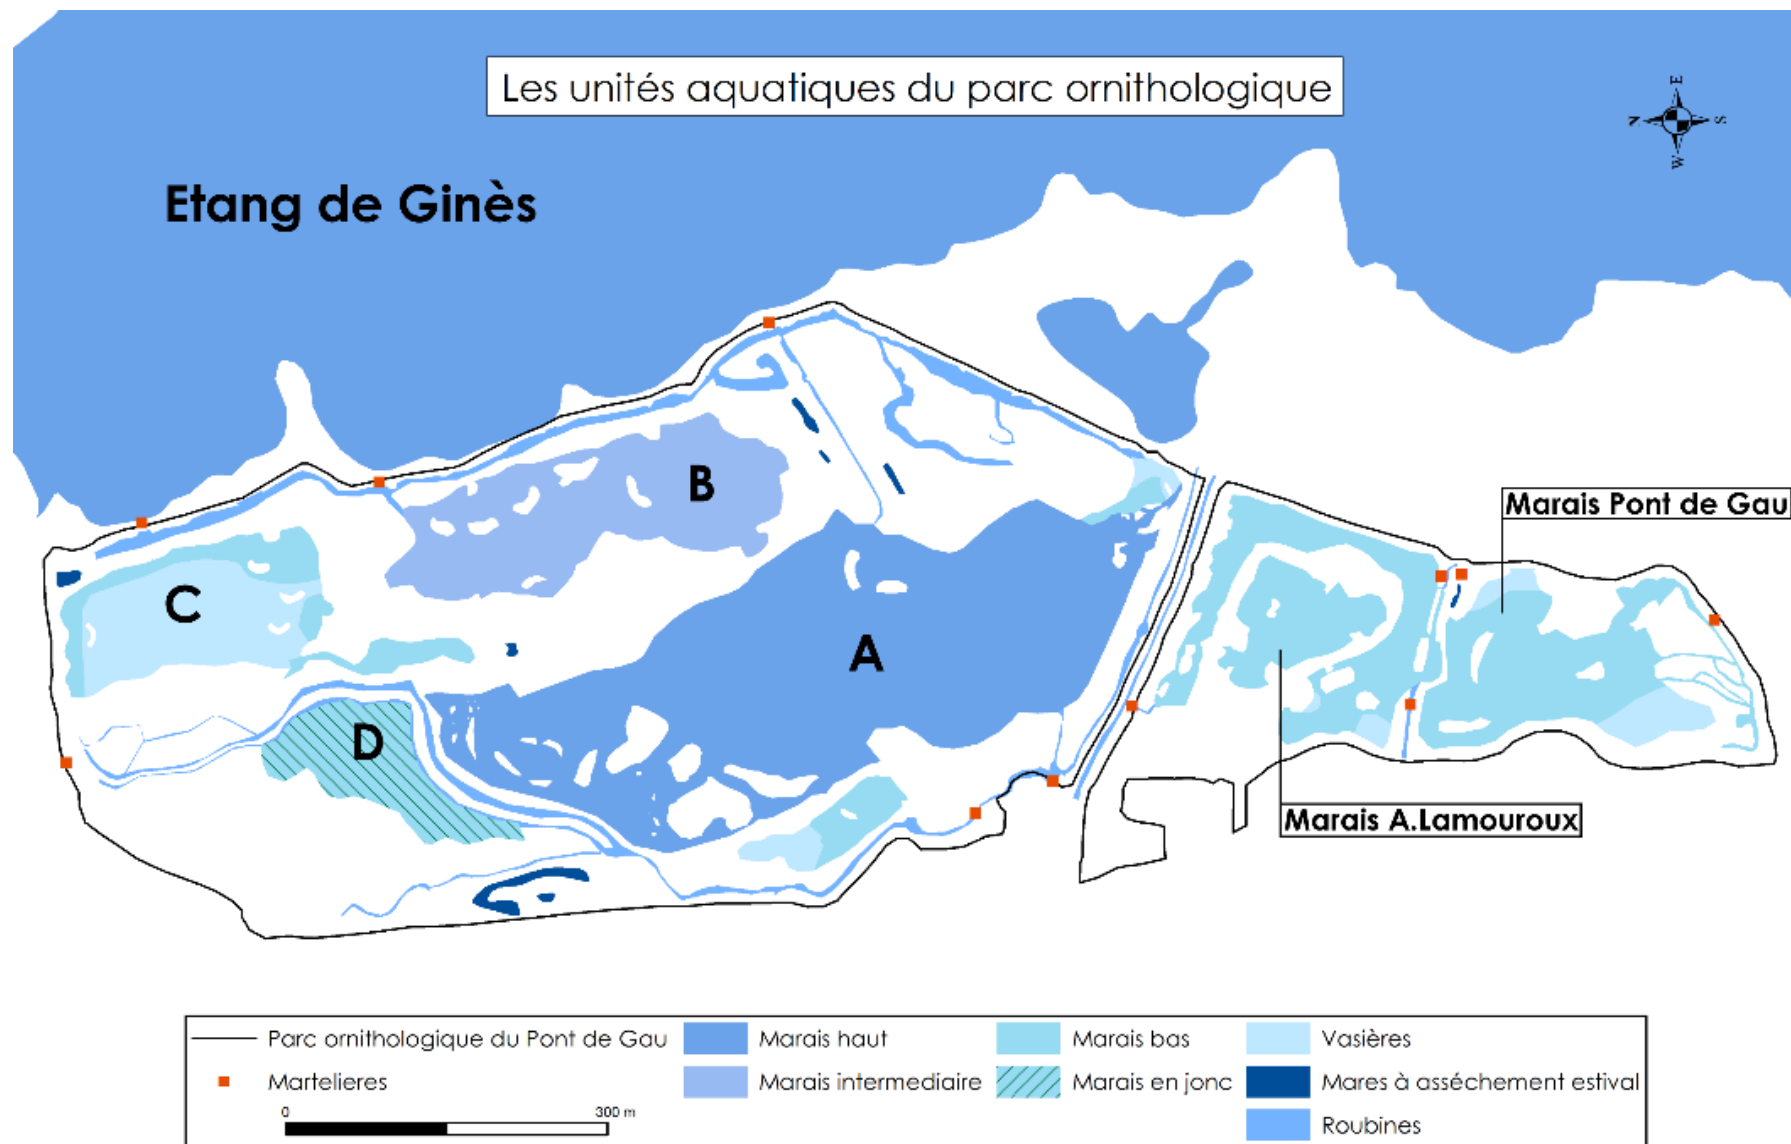 Les unités aquatiques du parc ornithologique
E
N
S
W
Etang de Ginès
B
Marais Pont de Gau
C
A
D
Marais A.Lamouroux
Parc ornithologique du Pont de Gau
Marais haut
Marais bas
Vasières
Martelieres
Marais intermediaire
Marais en jonc
Mares à asséchement estival
0
300 m
Roubines